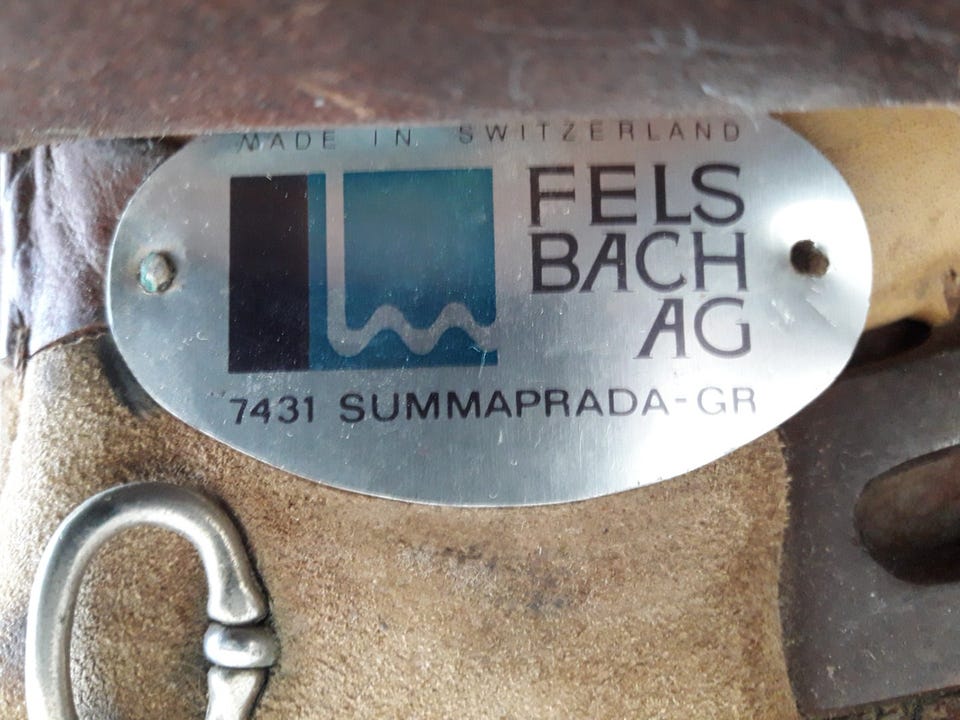 MADE IN SWITZERLAND
FELS
BACH
AG
7431 SUMMAPRADA-GR